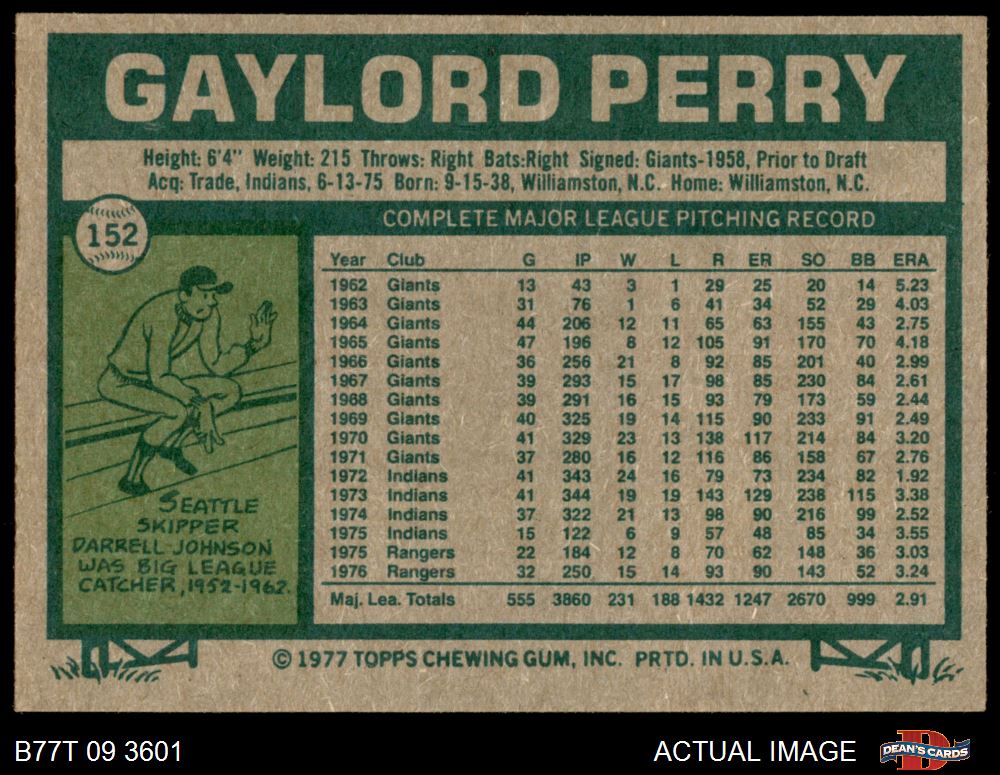 GAYLORD PERRY
Height: 6'4" Weight: 215 Throws: Right Bats:Right Signed: Giants-1958, Prior to Draft
Acq: Trade, Indians, 6-13-75 Born: 9-15-38, Williamston, N.C. Home: Williamston, N.C.
152
COMPLETE MAJOR LEAGUE PITCHING RECORD
Year Club G IP W L R ER SO BB ERA
1962 Giants 13 43 3 1 29 25 20 14 5.23
1963 Giants 31 76 1 6 41 34 52 29 4.03
1964 Giants 44 206 12 11 65 63 155 43 2.75
1965 Giants 47 196 8 12 105 91 170 70 4.18
1966 Giants 36 256 21 8 92 85 201 40 2.99
1967 Giants 39 293 15 17 98 85 230 84 2.61
1968 Giants 39 291 16 15 93 79 173 59 2.44
1969 Giants 40 325 19 14 115 90 233 91 2.49
1970 Giants 41 329 23 13 138 117 214 84 3.20
1971 Giants 37 280 16 12 116 86 158 67 2.76
1972 Indians 41 343 24 16 79 73 234 82 1.92
1973 Indians 41 344 19 19 143 129 238 115 3.38
1974 Indians 37 322 21 13 98 90 216 99 2.52
1975 Indians 15 122 6 9 57 48 85 34 3.55
1975 Rangers 22 184 12 8 70 62 148 36 3.03
1976 Rangers 32 250 15 14 93 90 143 52 3.24
Maj. Lea. Totals 555 3860 231 188 1432 1247 2670 999 2.91
SEATTLE
SKIPPER
DARRELL JOHNSON
WAS BIG LEAGUE
CATCHER, 1952-1962.
© 1977 TOPPS CHEWING GUM, INC. PRTD. IN U.S.A.
B77T 09 3601
ACTUAL IMAGE
D
DEAN'S CARDS